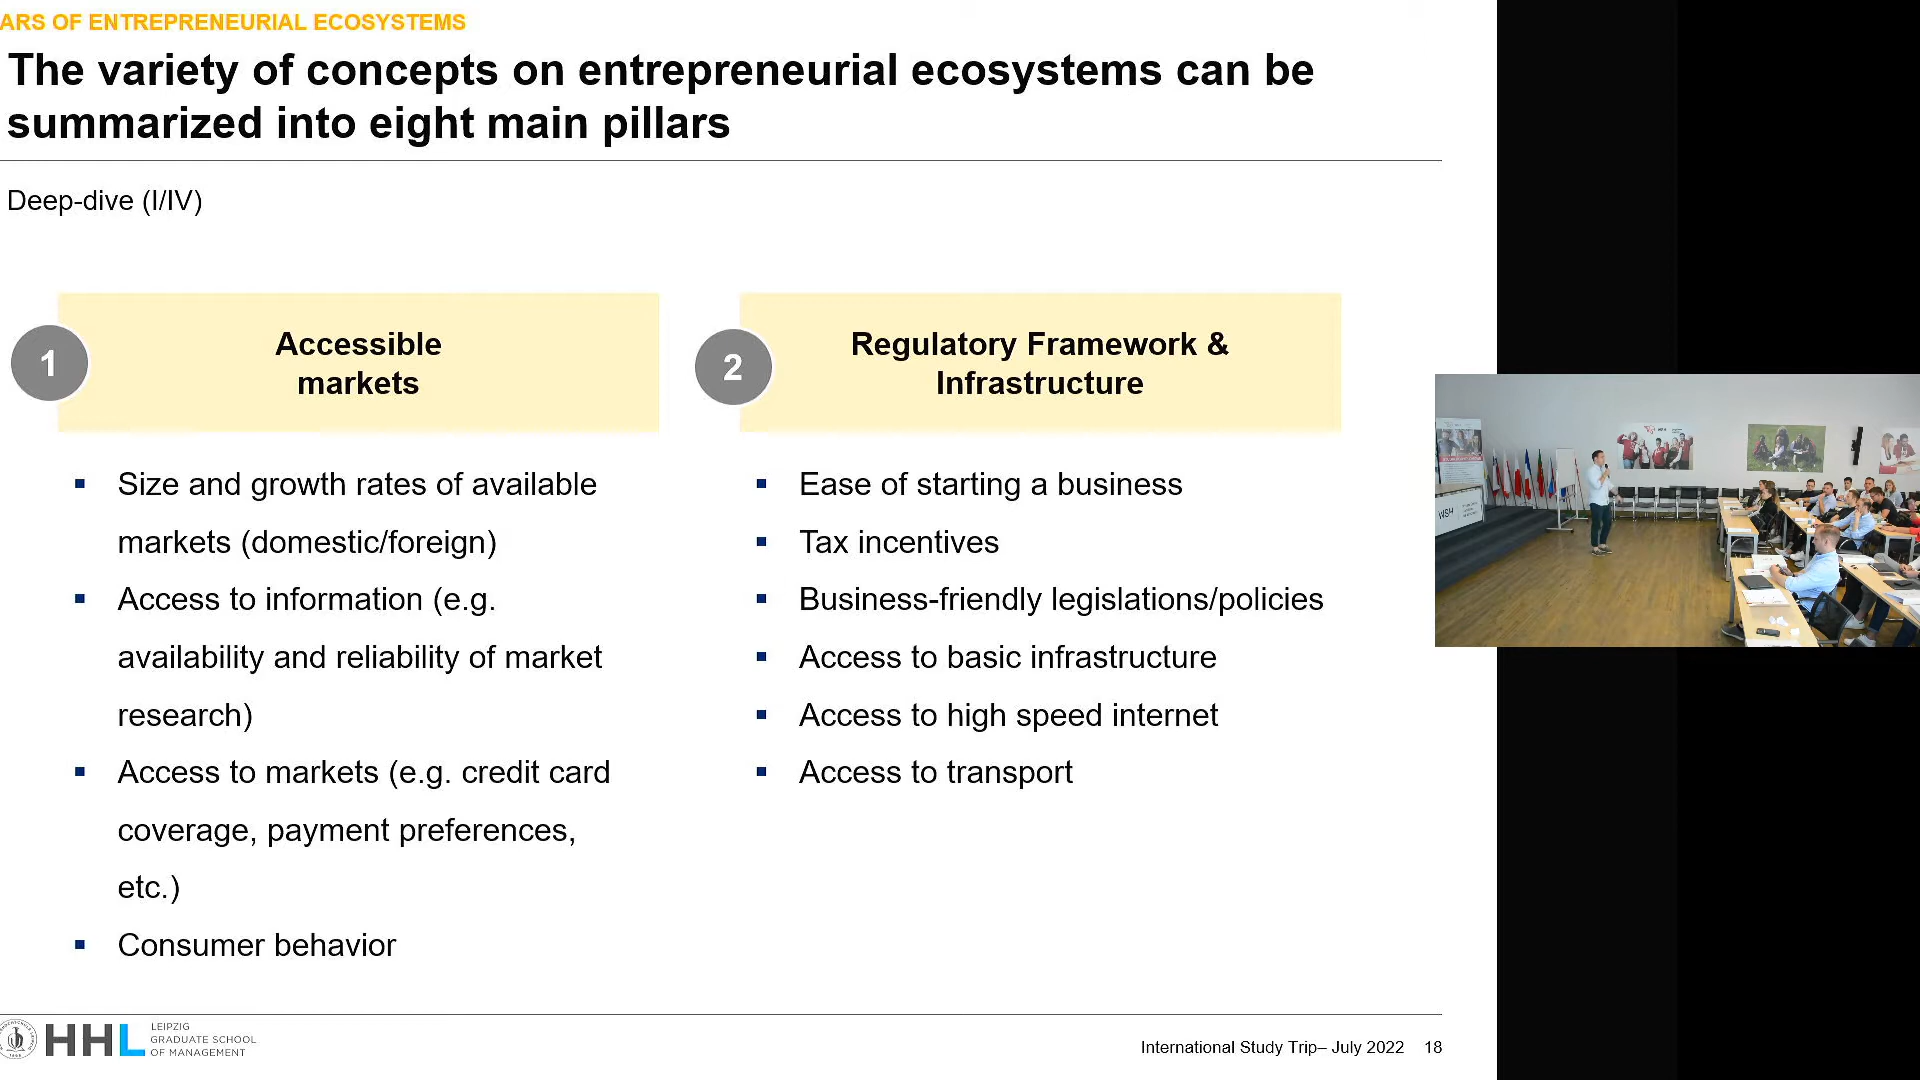 ARS OF ENTREPRENEURIAL ECOSYSTEMS
The variety of concepts on entrepreneurial ecosystems can be
summarized into eight main pillars
Deep-dive (I/IV)
1
Accessible
markets
▪ Size and growth rates of available
markets (domestic/foreign)
▪ Access to information (e.g.
availability and reliability of market
research)
▪ Access to markets (e.g. credit card
coverage, payment preferences,
etc.)
▪ Consumer behavior
2
Regulatory Framework &
Infrastructure
▪ Ease of starting a business
▪ Tax incentives
▪ Business-friendly legislations/policies
▪ Access to basic infrastructure
▪ Access to high speed internet
▪ Access to transport
WSH
HHL
LEIPZIG
GRADUATE SCHOOL
OF MANAGEMENT
International Study Trip– July 2022 18